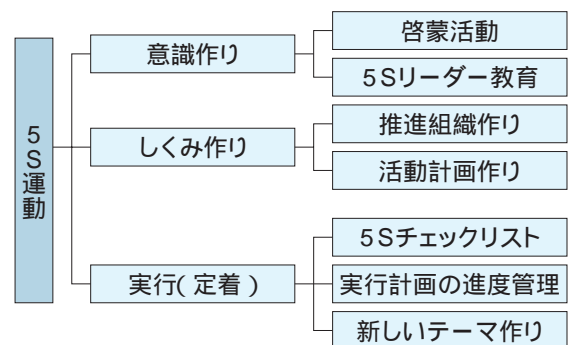 5S運動
意識作り
啓蒙活動
5Sリーダー教育
しくみ作り
推進組織作り
活動計画作り
実行(定着)
5Sチェックリスト
実行計画の進度管理
新しいテーマ作り